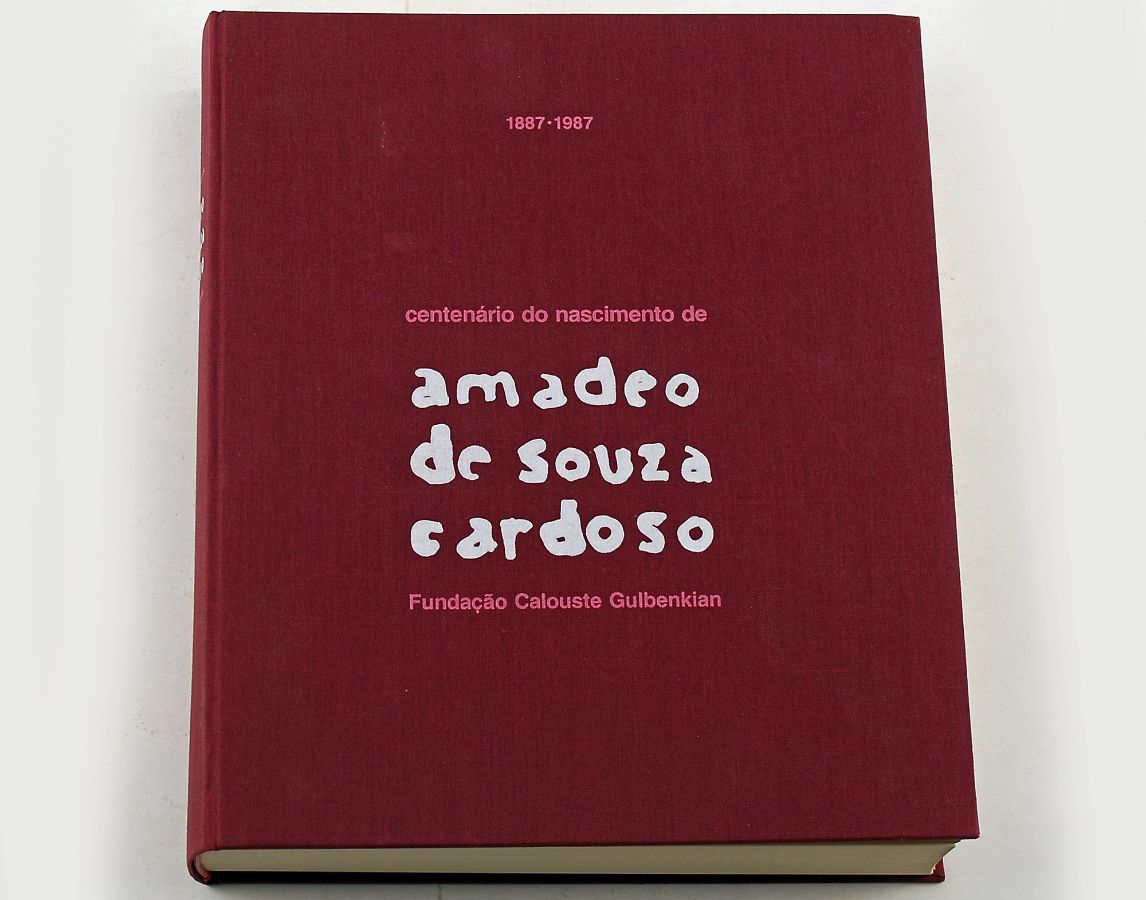 1887·1987
centenário do nascimento de
amadeo
de souza
cardoso
Fundação Calouste Gulbenkian